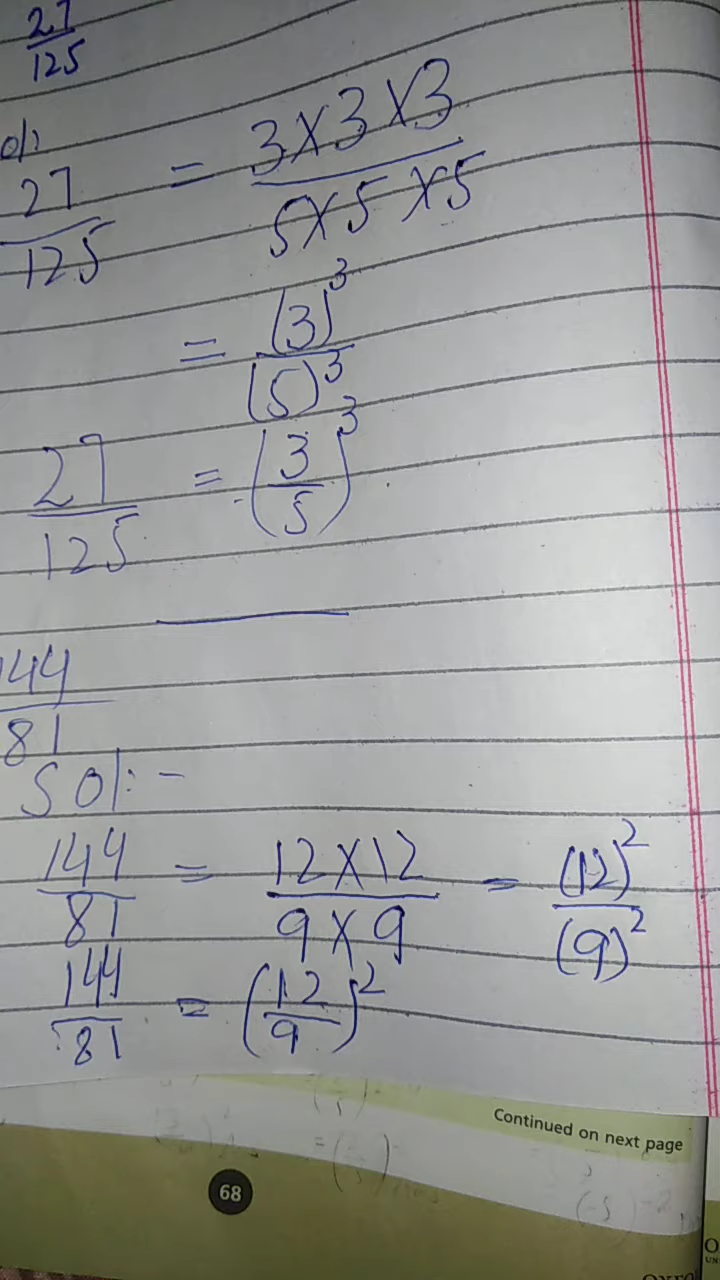 27/125
ol:
27/125 = 3×3×3/5×5×5
= (3)³/(5)³
27/125 = (3/5)³
144/81
Sol:-
144/81 = 12×12/9×9 = (12)²/(9)²
144/81 = (12/9)²
Continued on next page
68